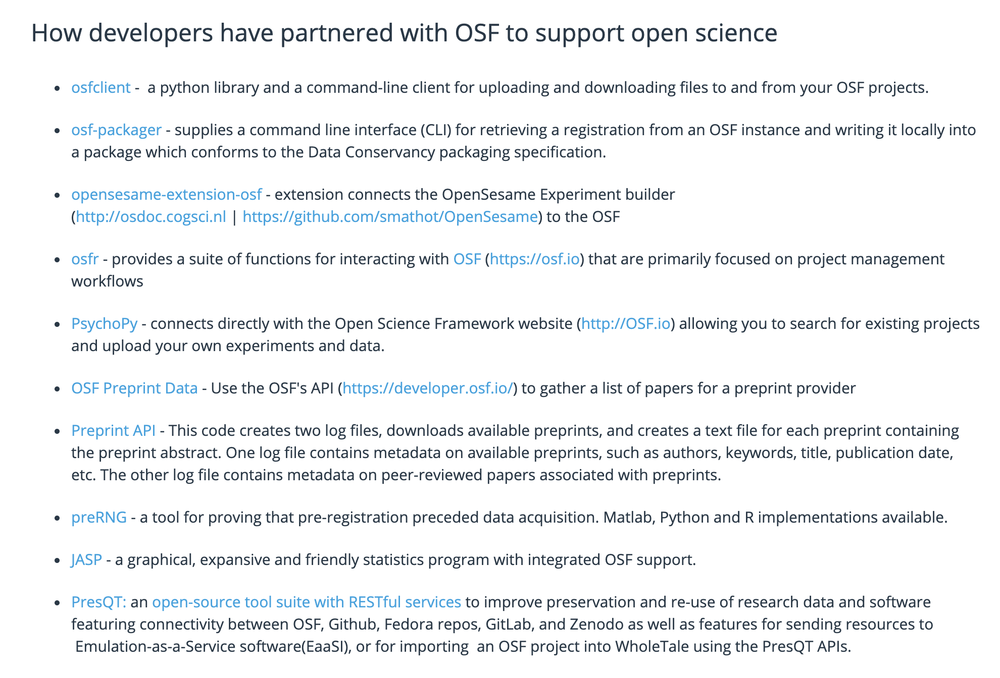 How developers have partnered with OSF to support open science
• osfclient -  a python library and a command-line client for uploading and downloading files to and from your OSF projects.
• osf-packager - supplies a command line interface (CLI) for retrieving a registration from an OSF instance and writing it locally into
a package which conforms to the Data Conservancy packaging specification.
• opensesame-extension-osf - extension connects the OpenSesame Experiment builder
(http://osdoc.cogsci.nl | https://github.com/smathot/OpenSesame) to the OSF
• osfr - provides a suite of functions for interacting with OSF (https://osf.io) that are primarily focused on project management
workflows
• PsychoPy - connects directly with the Open Science Framework website (http://OSF.io) allowing you to search for existing projects
and upload your own experiments and data.
• OSF Preprint Data - Use the OSF's API (https://developer.osf.io/) to gather a list of papers for a preprint provider
• Preprint API - This code creates two log files, downloads available preprints, and creates a text file for each preprint containing
the preprint abstract. One log file contains metadata on available preprints, such as authors, keywords, title, publication date,
etc. The other log file contains metadata on peer-reviewed papers associated with preprints.
• preRNG - a tool for proving that pre-registration preceded data acquisition. Matlab, Python and R implementations available.
• JASP - a graphical, expansive and friendly statistics program with integrated OSF support.
• PresQT: an open-source tool suite with RESTful services to improve preservation and re-use of research data and software
featuring connectivity between OSF, Github, Fedora repos, GitLab, and Zenodo as well as features for sending resources to
Emulation-as-a-Service software(EaaSI), or for importing  an OSF project into WholeTale using the PresQT APIs.